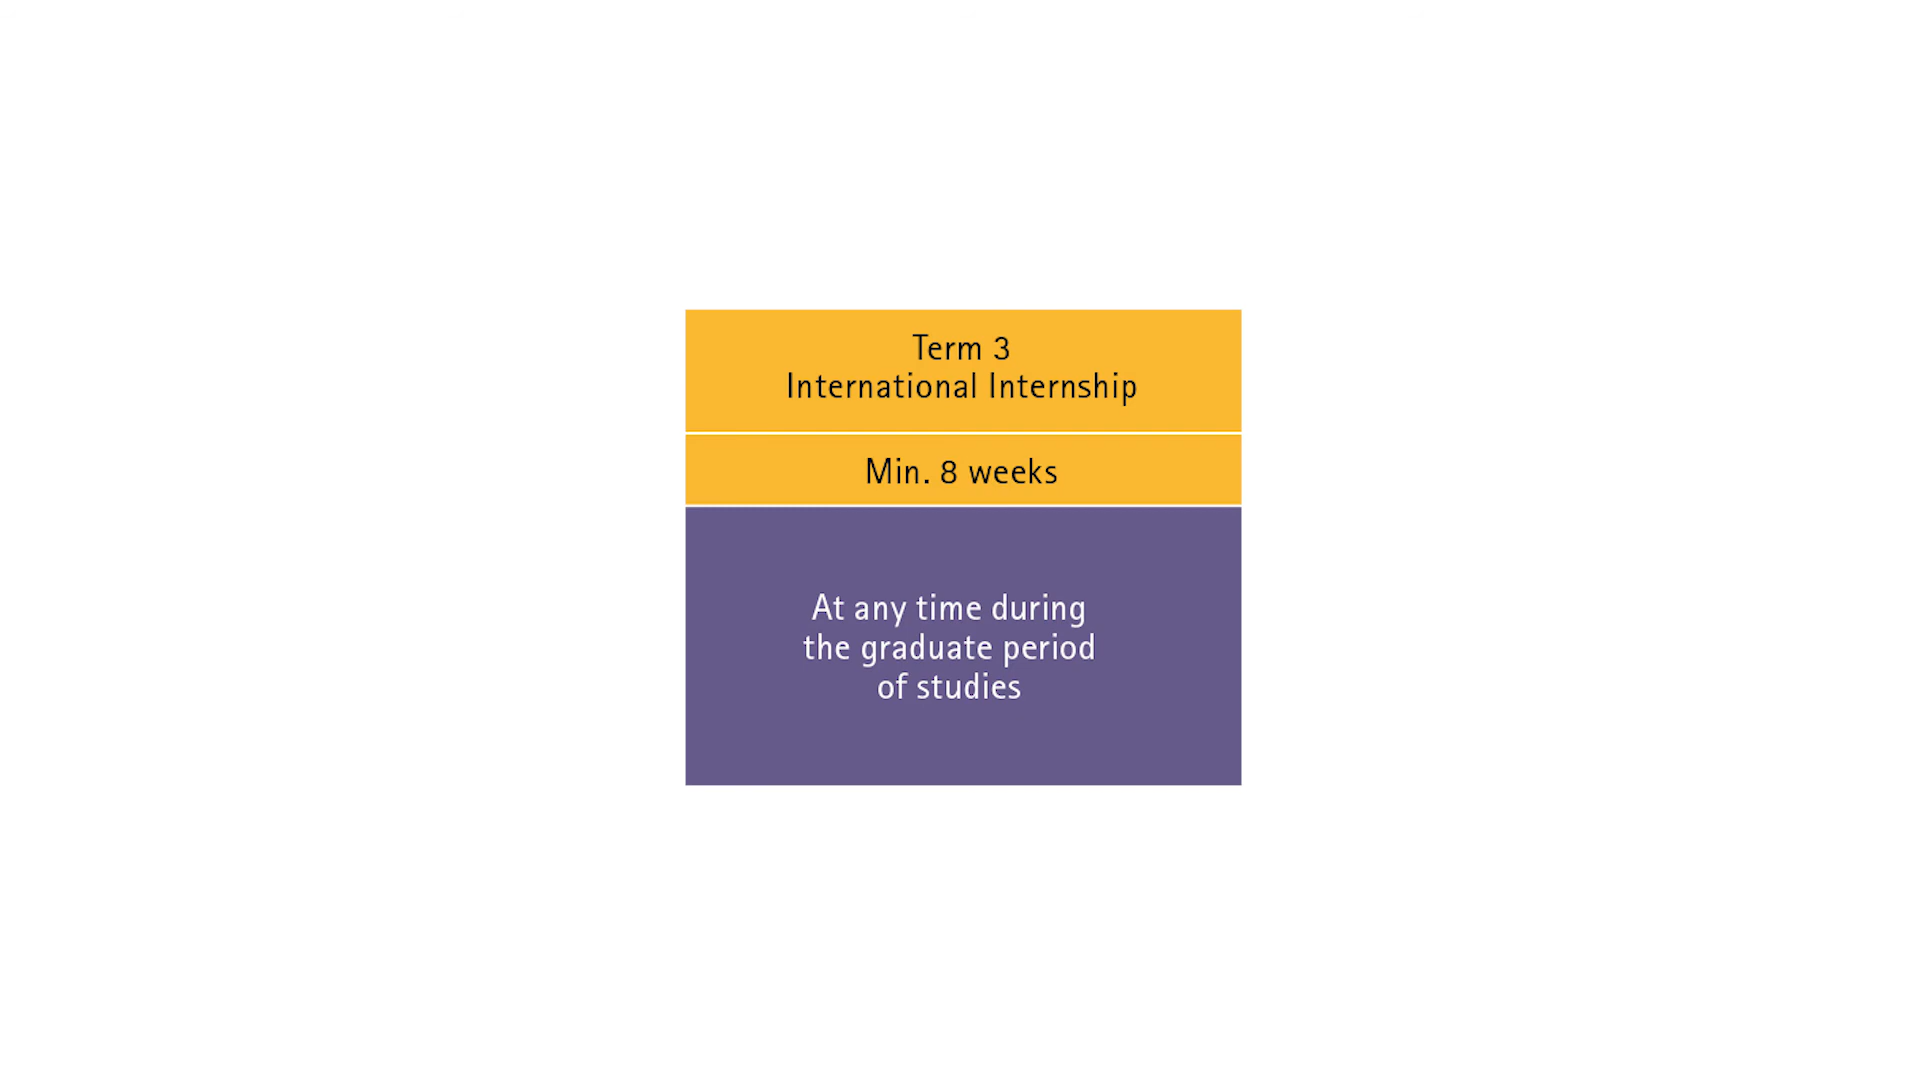 Term 3
International Internship
Min. 8 weeks
At any time during
the graduate period
of studies